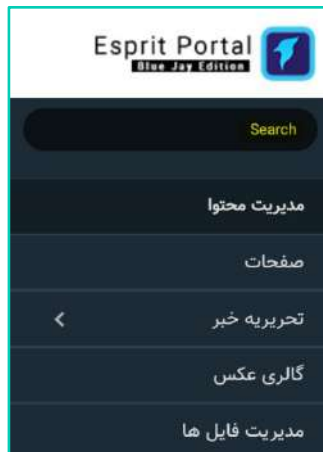 Esprit Portal
Blue Jay Edition
Search
مدیریت محتوا
صفحات
تحریریه خبر
گالری عکس
مدیریت فایل ها